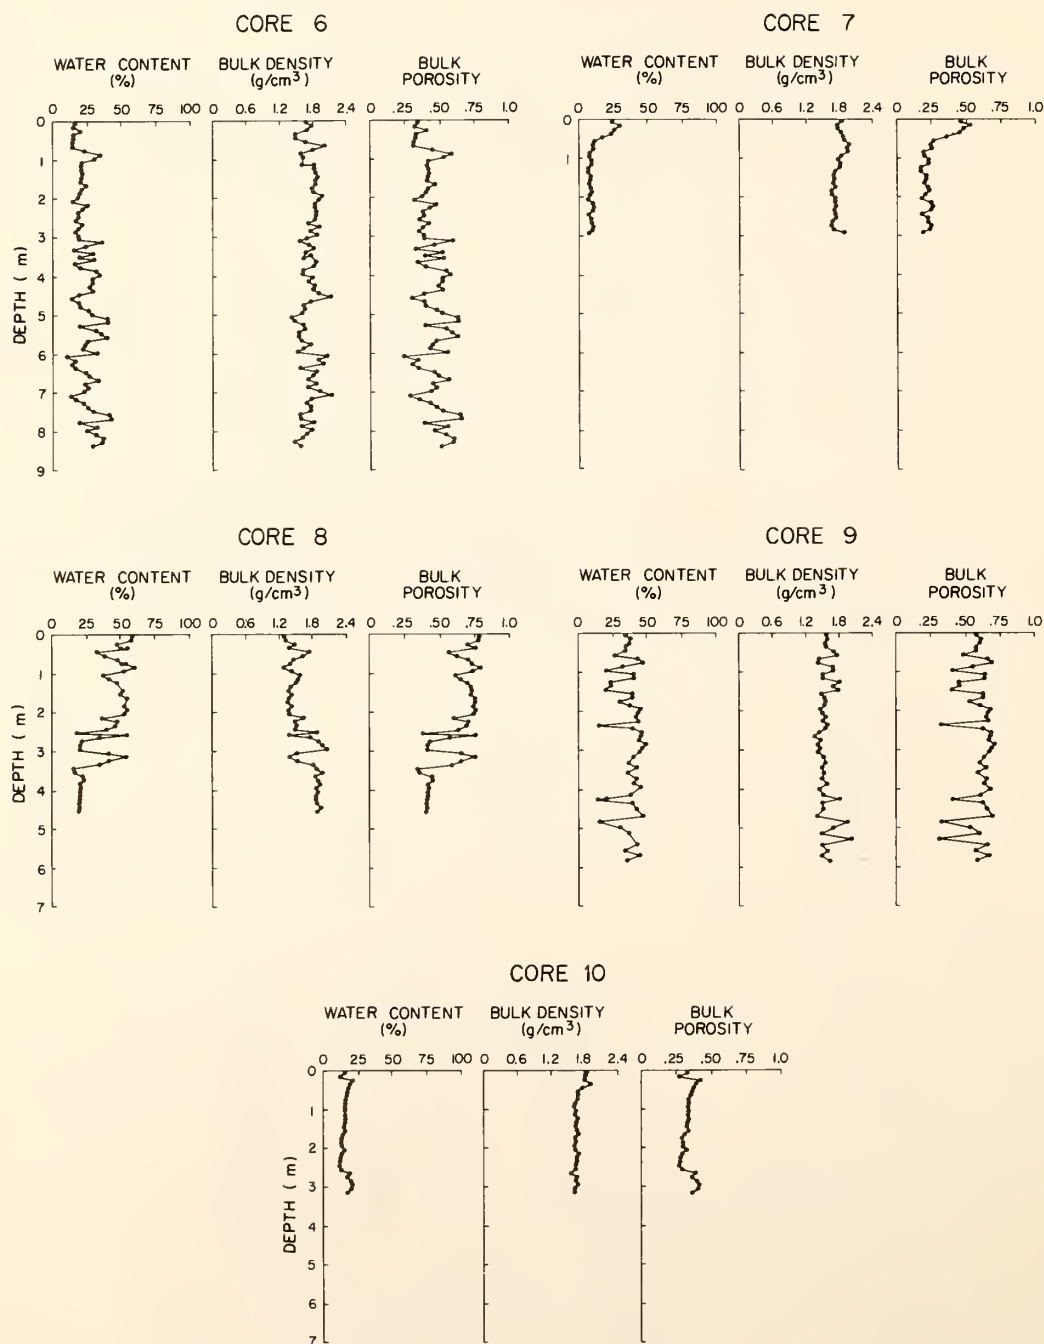 CORE 6
CORE 7
WATER CONTENT
(%)
BULK DENSITY
(g/cm³)
BULK
POROSITY
WATER CONTENT
(%)
BULK DENSITY
(g/cm³)
BULK
POROSITY
0 25 50 75 100 0 0.6 1.2 1.8 2.4 0 .25 .50 .75 1.0
0 25 50 75 100 0 0.6 1.2 1.8 2.4 0 .25 .50 .75 1.0
0
1
2
3
4
5
6
7
8
9
DEPTH ( m)
0
1
CORE 8
CORE 9
WATER CONTENT
(%)
BULK DENSITY
(g/cm³)
BULK
POROSITY
WATER CONTENT
(%)
BULK DENSITY
(g/cm³)
BULK
POROSITY
0 25 50 75 100 0 0.6 1.2 1.8 2.4 0 .25 .50 .75 1.0
0 25 50 75 100 0 0.6 1.2 1.8 2.4 0 .25 .50 .75 1.0
0
1
2
3
4
5
6
7
DEPTH ( m)
CORE 10
WATER CONTENT
(%)
BULK DENSITY
(g/cm³)
BULK
POROSITY
0 25 50 75 100 0 0.6 1.2 1.8 2.4 0 .25 .50 .75 1.0
0
1
2
3
4
5
6
7
DEPTH ( m)